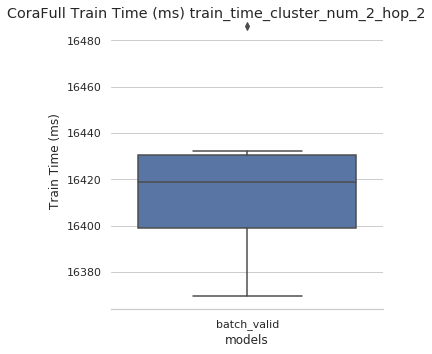 CoraFull Train Time (ms) train_time_cluster_num_2_hop_2
16480
16460
16440
16420
16400
16380
Train Time (ms)
batch_valid
models